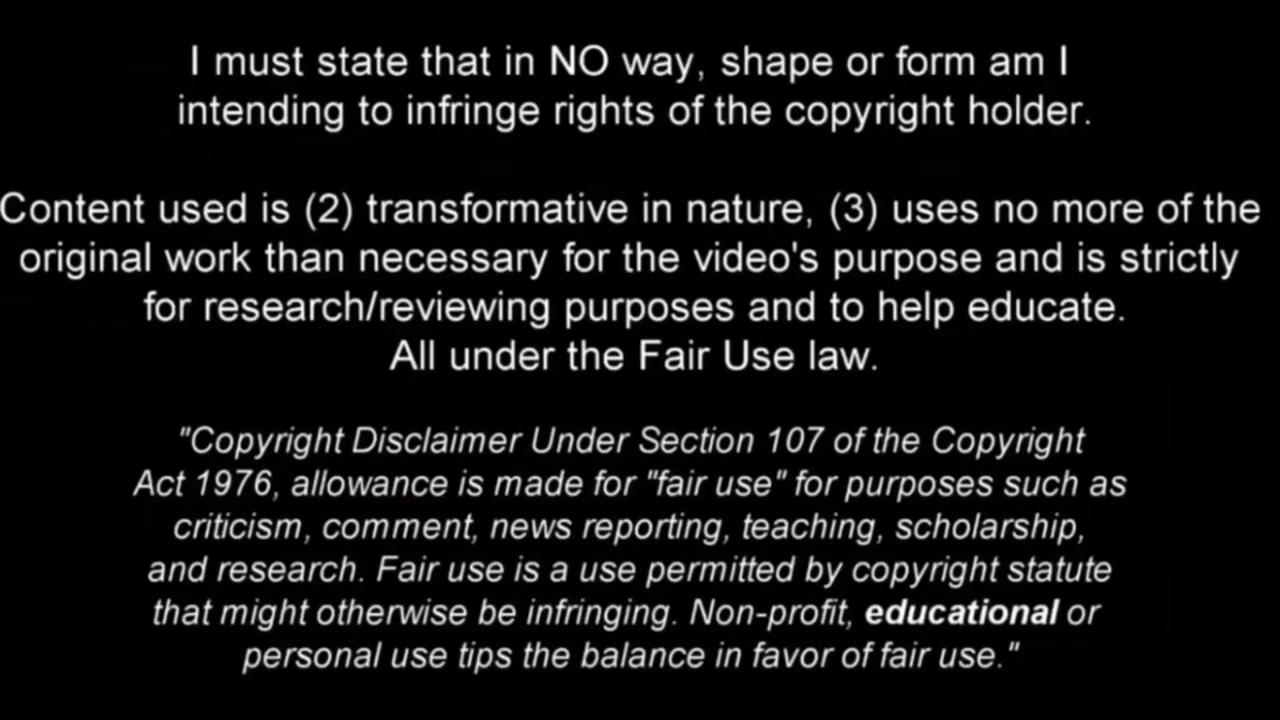 I must state that in NO way, shape or form am I
intending to infringe rights of the copyright holder.
Content used is (2) transformative in nature, (3) uses no more of the
original work than necessary for the video's purpose and is strictly
for research/reviewing purposes and to help educate.
All under the Fair Use law.
"Copyright Disclaimer Under Section 107 of the Copyright
Act 1976, allowance is made for "fair use" for purposes such as
criticism, comment, news reporting, teaching, scholarship,
and research. Fair use is a use permitted by copyright statute
that might otherwise be infringing. Non-profit, educational or
personal use tips the balance in favor of fair use."